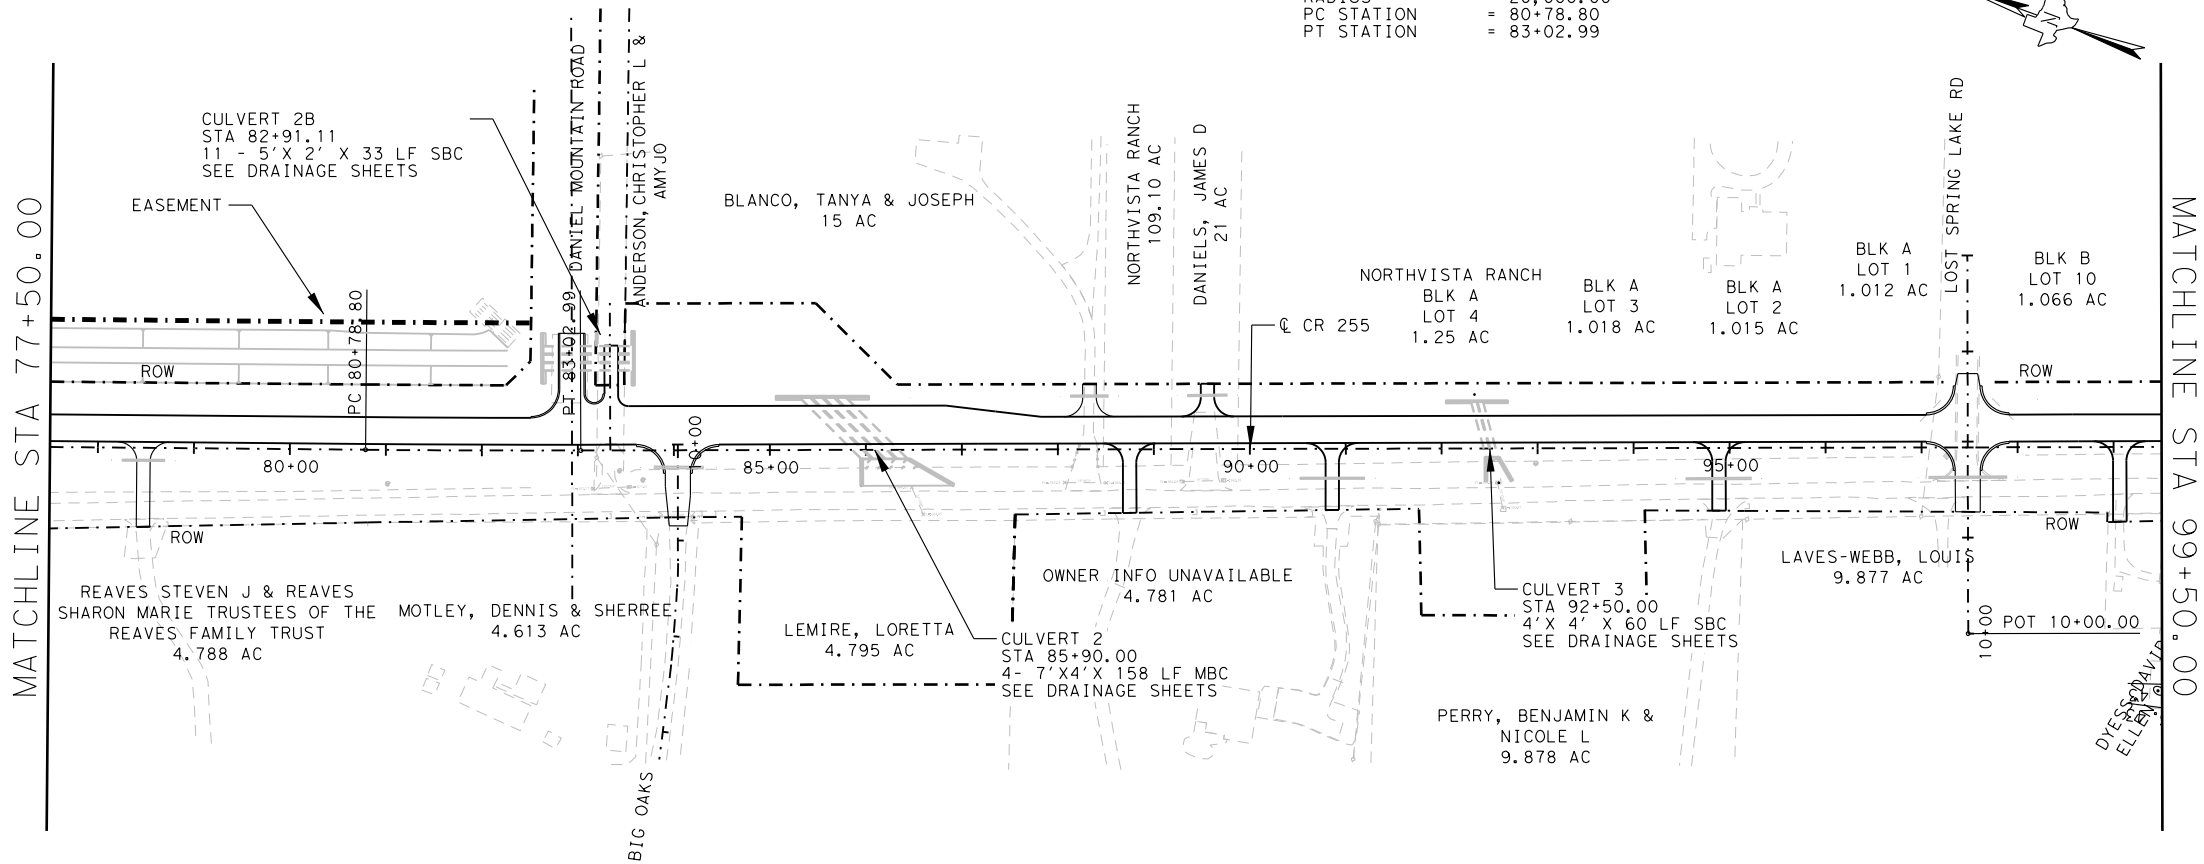 PC STATION = 80+78.80
PT STATION = 83+02.99
MATCHLINE STA 77+50.00
CULVERT 2B
STA 82+91.11
11 - 5'X 2' X 33 LF SBC
SEE DRAINAGE SHEETS
EASEMENT
DANIEL MOUNTAIN ROAD
ANDERSON, CHRISTOPHER L &
AMYJO
BLANCO, TANYA & JOSEPH
15 AC
NORTHVISTA RANCH
109.10 AC
DANIELS, JAMES D
21 AC
℄ CR 255
NORTHVISTA RANCH
BLK A
LOT 4
1.25 AC
BLK A
LOT 3
1.018 AC
BLK A
LOT 2
1.015 AC
BLK A
LOT 1
1.012 AC
LOST SPRING LAKE RD
BLK B
LOT 10
1.066 AC
MATCHLINE STA 99+50.00
ROW
PC 80+78.80
PT 83+02.99
ROW
80+00
10+00
85+00
90+00
95+00
ROW
ROW
REAVES STEVEN J & REAVES
SHARON MARIE TRUSTEES OF THE
REAVES FAMILY TRUST
4.788 AC
MOTLEY, DENNIS & SHERREE
4.613 AC
BIG OAKS
LEMIRE, LORETTA
4.795 AC
CULVERT 2
STA 85+90.00
4- 7'X4'X 158 LF MBC
SEE DRAINAGE SHEETS
OWNER INFO UNAVAILABLE
4.781 AC
CULVERT 3
STA 92+50.00
4'X 4' X 60 LF SBC
SEE DRAINAGE SHEETS
PERRY, BENJAMIN K &
NICOLE L
9.878 AC
LAVES-WEBB, LOUIS
9.877 AC
10+00
POT 10+00.00
DYESS, DAVID
ELLEN